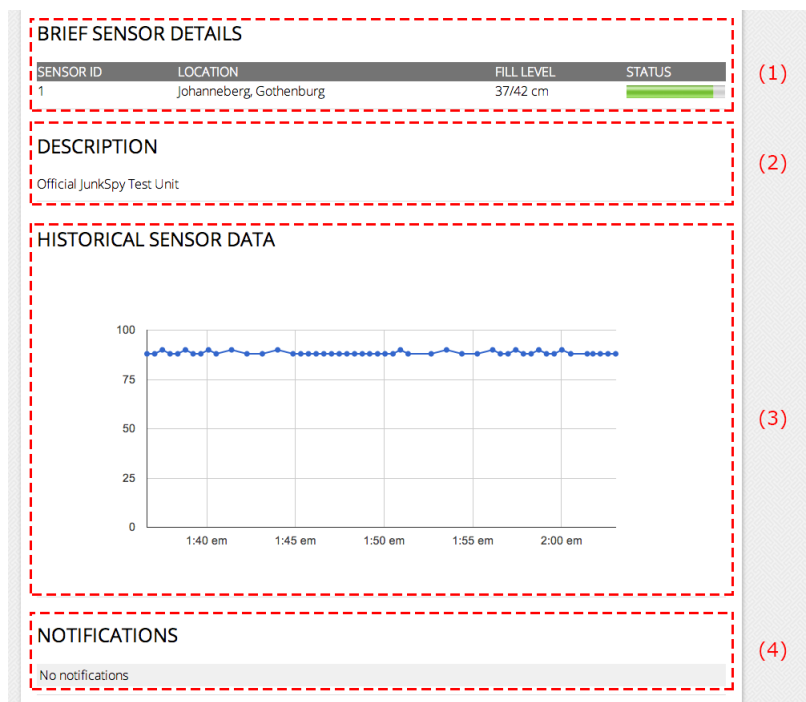 BRIEF SENSOR DETAILS
SENSOR ID LOCATION FILL LEVEL STATUS
1 Johanneberg, Gothenburg 37/42 cm
(1)
DESCRIPTION
Official JunkSpy Test Unit
(2)
HISTORICAL SENSOR DATA
100
75
50
25
0
1:40 em 1:45 em 1:50 em 1:55 em 2:00 em
(3)
NOTIFICATIONS
No notifications
(4)